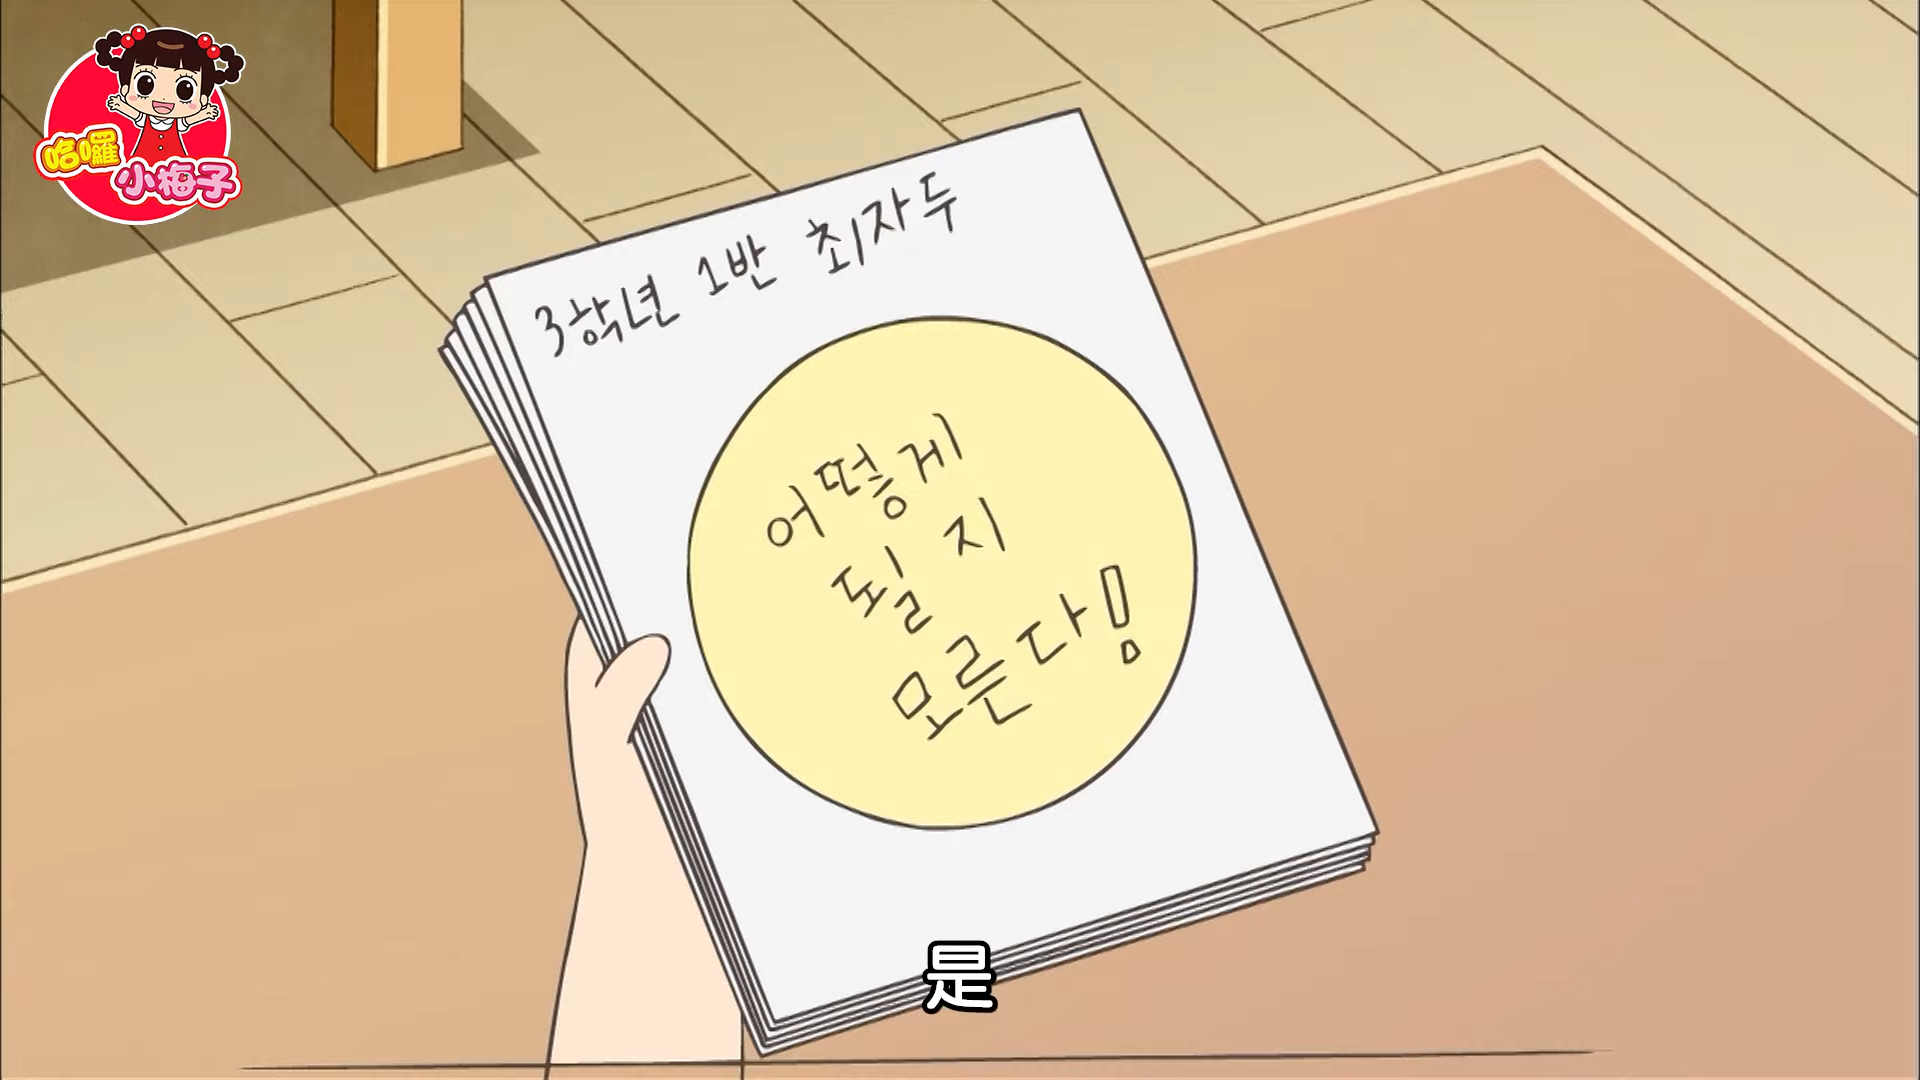 哈囉
小梅子
3학년 1반 최자두
어떻게
될 지
모른다!
是